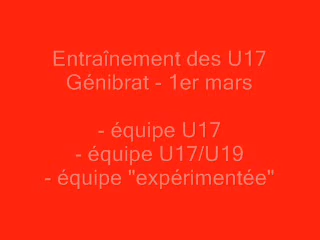 Entraînement des U17
Génibrat - 1er mars
- équipe U17
- équipe U17/U19
- équipe "expérimentée"